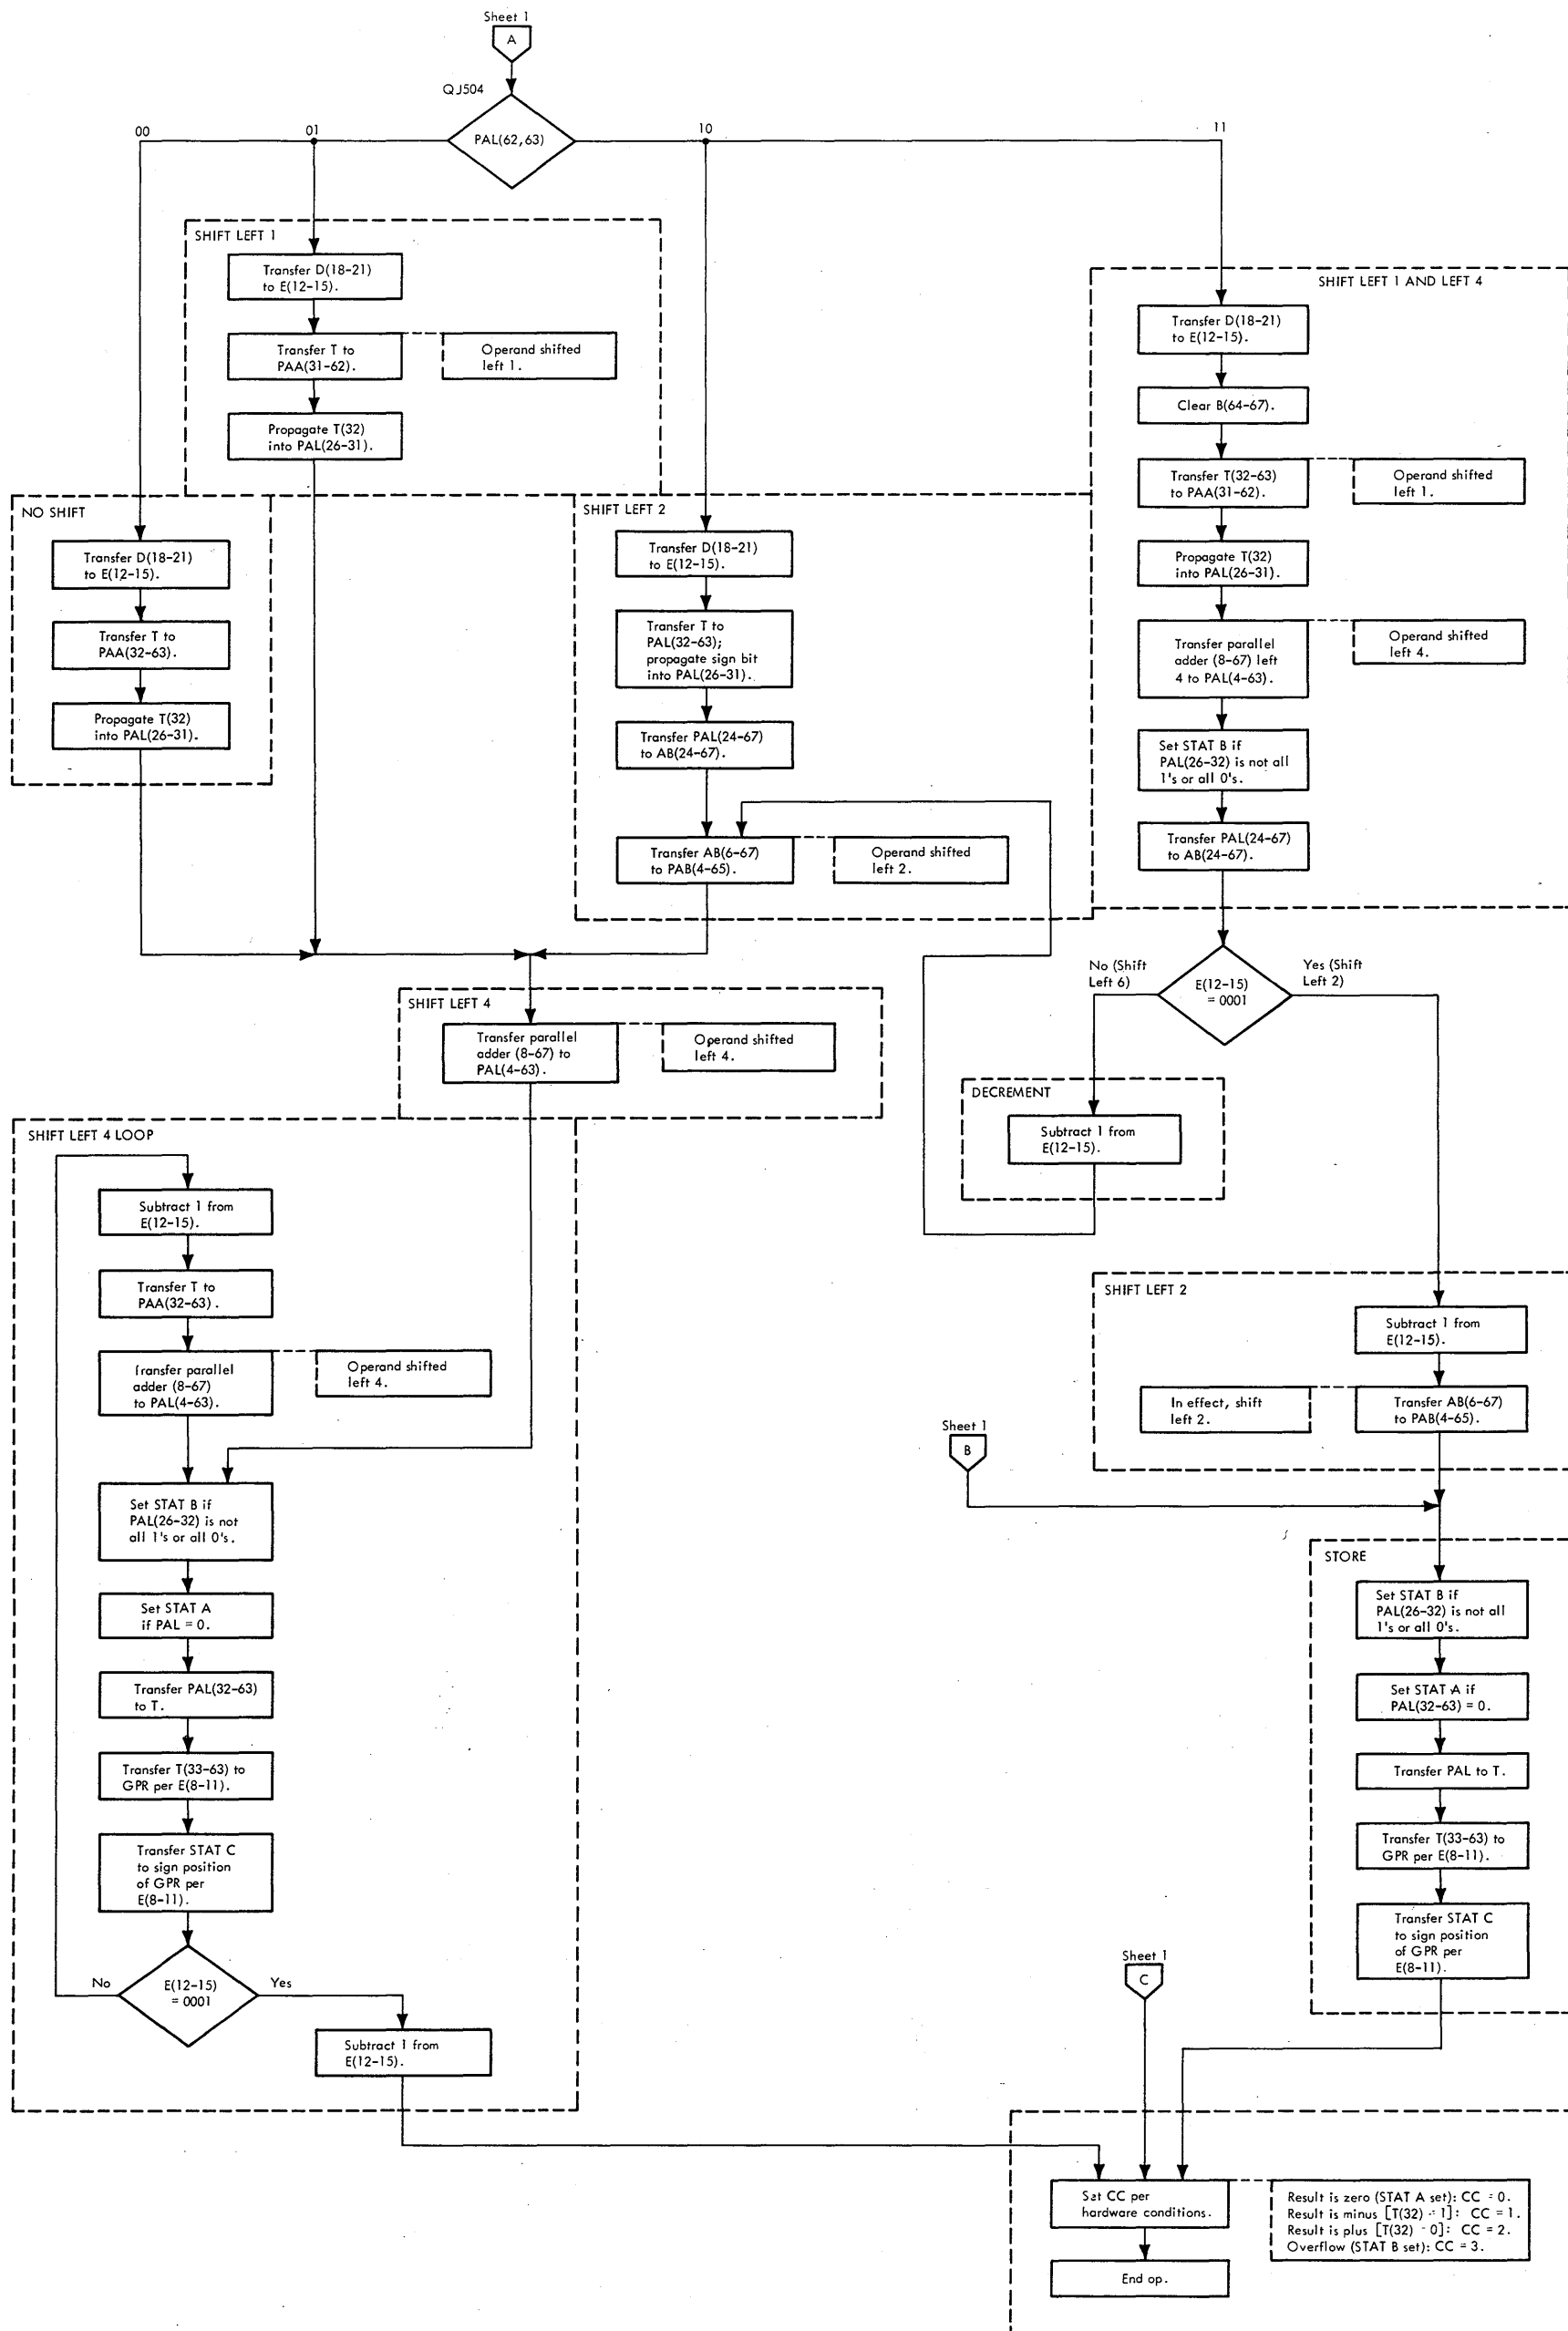 Sheet 1
A
QJ504
PAL(62,63)
00
01
10
11
SHIFT LEFT 1
Transfer D(18-21)
to E(12-15).
Transfer T to
PAA(31-62).
Operand shifted
left 1.
Propagate T(32)
into PAL(26-31).
NO SHIFT
Transfer D(18-21)
to E(12-15).
Transfer T to
PAA(32-63).
Propagate T(32)
into PAL(26-31).
SHIFT LEFT 2
Transfer D(18-21)
to E(12-15).
Transfer T to
PAL(32-63);
propagate sign bit
into PAL(26-31).
Transfer PAL(24-67)
to AB(24-67).
Transfer AB(6-67)
to PAB(4-65).
Operand shifted
left 2.
SHIFT LEFT 1 AND LEFT 4
Transfer D(18-21)
to E(12-15).
Clear B(64-67).
Transfer T(32-63)
to PAA(31-62).
Operand shifted
left 1.
Propagate T(32)
into PAL(26-31).
Transfer parallel
adder (8-67) left
4 to PAL(4-63).
Operand shifted
left 4.
Set STAT B if
PAL(26-32) is not all
1's or all 0's.
Transfer PAL(24-67)
to AB(24-67).
No (Shift
Left 6)
E(12-15)
= 0001
Yes (Shift
Left 2)
SHIFT LEFT 4
Transfer parallel
adder (8-67) to
PAL(4-63).
Operand shifted
left 4.
DECREMENT
Subtract 1 from
E(12-15).
SHIFT LEFT 4 LOOP
Subtract 1 from
E(12-15).
Transfer T to
PAA(32-63).
Transfer parallel
adder (8-67)
to PAL(4-63).
Operand shifted
left 4.
Set STAT B if
PAL(26-32) is not
all 1's or all 0's.
Set STAT A
if PAL = 0.
Transfer PAL(32-63)
to T.
Transfer T(33-63) to
GPR per E(8-11).
Transfer STAT C
to sign position
of GPR per
E(8-11).
No
E(12-15)
= 0001
Yes
Subtract 1 from
E(12-15).
SHIFT LEFT 2
Subtract 1 from
E(12-15).
In effect, shift
left 2.
Transfer AB(6-67)
to PAB(4-65).
Sheet 1
B
STORE
Set STAT B if
PAL(26-32) is not all
1's or all 0's.
Set STAT A if
PAL(32-63) = 0.
Transfer PAL to T.
Transfer T(33-63) to
GPR per E(8-11).
Transfer STAT C
to sign position
of GPR per
E(8-11).
Sheet 1
C
Set CC per
hardware conditions.
Result is zero (STAT A set): CC = 0.
Result is minus [T(32) = 1]: CC = 1.
Result is plus [T(32) = 0]: CC = 2.
Overflow (STAT B set): CC = 3.
End op.